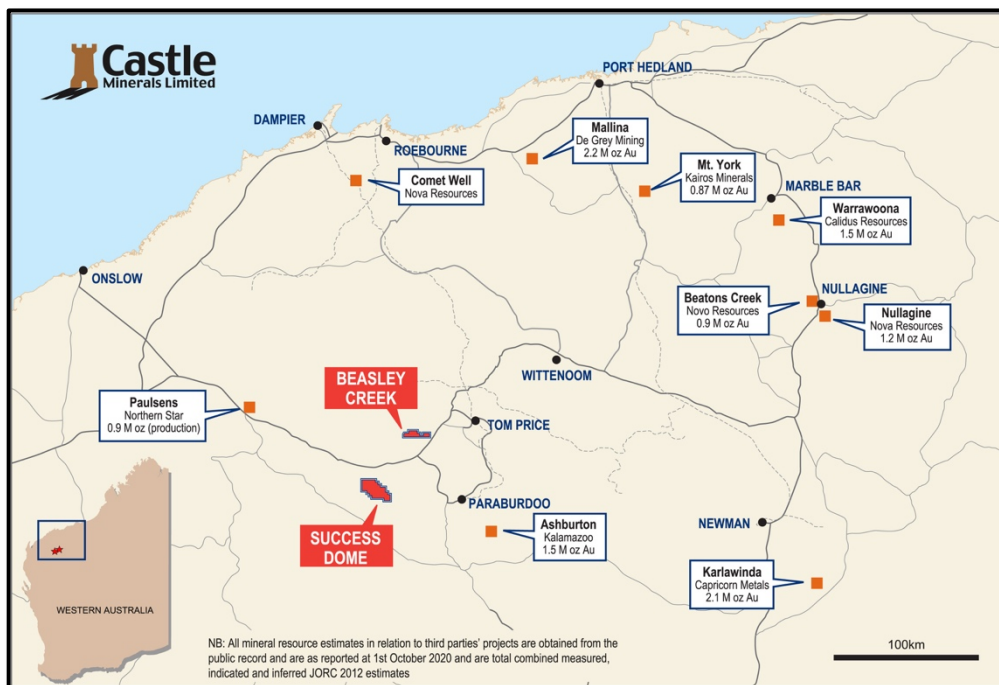 Castle
Minerals Limited
PORT HEDLAND
DAMPIER
ROEBOURNE
Mallina
De Grey Mining
2.2 M oz Au
Mt. York
Kairos Minerals
0.87 M oz Au
Comet Well
Nova Resources
MARBLE BAR
Warrawoona
Calidus Resources
1.5 M oz Au
ONSLOW
Beatons Creek
Novo Resources
0.9 M oz Au
NULLAGINE
Nullagine
Nova Resources
1.2 M oz Au
WITTENOOM
BEASLEY
CREEK
Paulsens
Northern Star
0.9 M oz (production)
TOM PRICE
PARABURDOO
SUCCESS
DOME
Ashburton
Kalamazoo
1.5 M oz Au
NEWMAN
Karlawinda
Capricorn Metals
2.1 M oz Au
WESTERN AUSTRALIA
NB: All mineral resource estimates in relation to third parties' projects are obtained from the
public record and are as reported at 1st October 2020 and are total combined measured,
indicated and inferred JORC 2012 estimates
100km